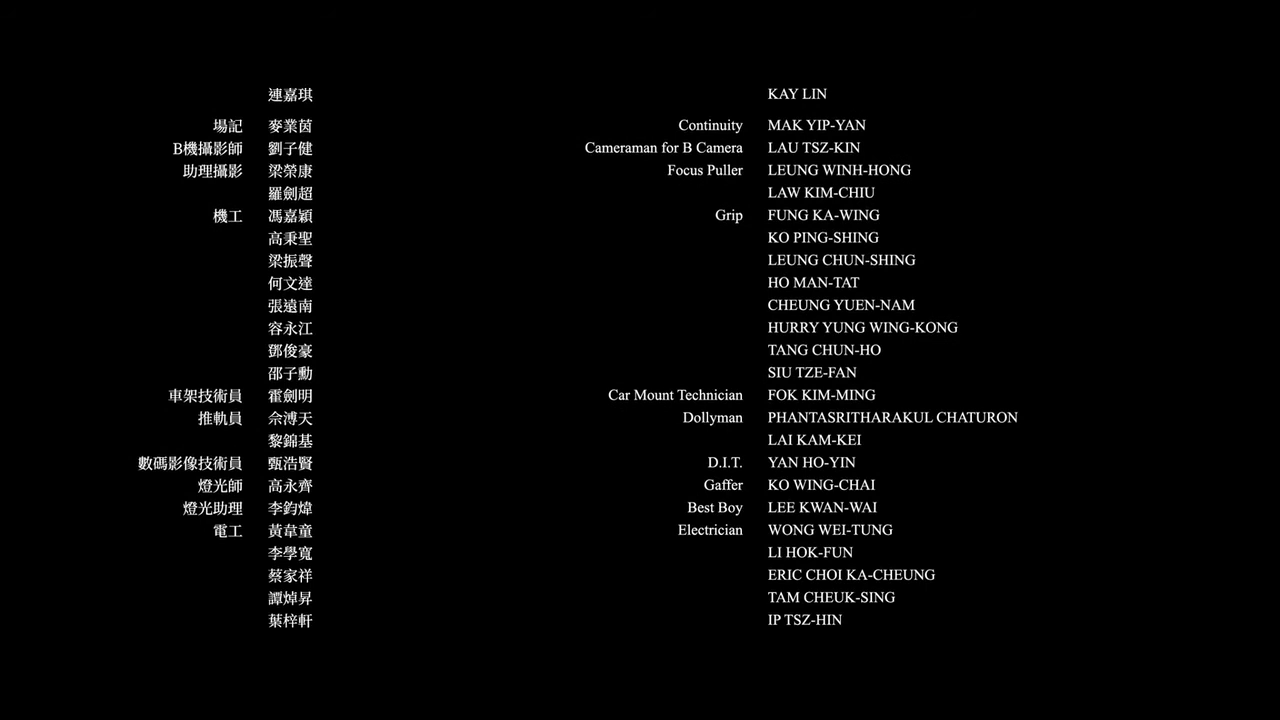 連嘉琪 KAY LIN
場記 麥業茵 Continuity MAK YIP-YAN
B機攝影師 劉子健 Cameraman for B Camera LAU TSZ-KIN
助理攝影 梁榮康 Focus Puller LEUNG WINH-HONG
羅劍超 LAW KIM-CHIU
機工 馮嘉穎 Grip FUNG KA-WING
高秉聖 KO PING-SHING
梁振聲 LEUNG CHUN-SHING
何文達 HO MAN-TAT
張遠南 CHEUNG YUEN-NAM
容永江 HURRY YUNG WING-KONG
鄧俊豪 TANG CHUN-HO
邵子勳 SIU TZE-FAN
車架技術員 霍劍明 Car Mount Technician FOK KIM-MING
推軌員 佘溥天 Dollyman PHANTASRITHARAKUL CHATURON
黎錦基 LAI KAM-KEI
數碼影像技術員 甄浩賢 D.I.T. YAN HO-YIN
燈光師 高永齊 Gaffer KO WING-CHAI
燈光助理 李鈞煒 Best Boy LEE KWAN-WAI
電工 黃韋童 Electrician WONG WEI-TUNG
李學寬 LI HOK-FUN
蔡家祥 ERIC CHOI KA-CHEUNG
譚焯昇 TAM CHEUK-SING
葉梓軒 IP TSZ-HIN